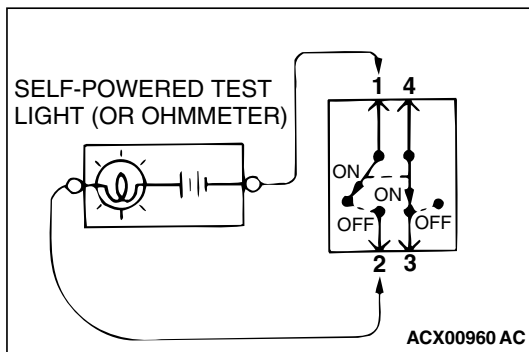 SELF-POWERED TEST
LIGHT (OR OHMMETER)
1 4
ON
ON
OFF
OFF
2 3
ACX00960 AC